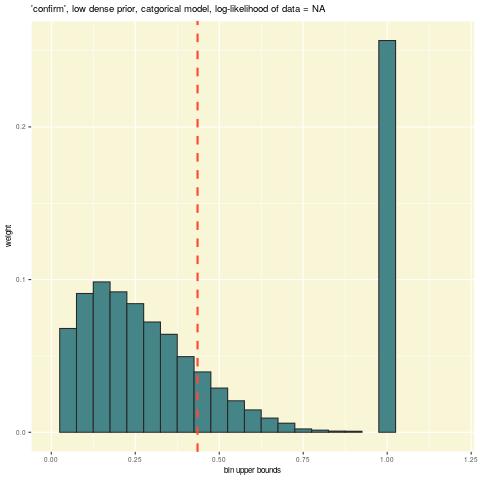 'confirm', low dense prior, catgorical model, log-likelihood of data = NA
weight
0.2
0.1
0.0
0.00 0.25 0.50 0.75 1.00 1.25
bin upper bounds